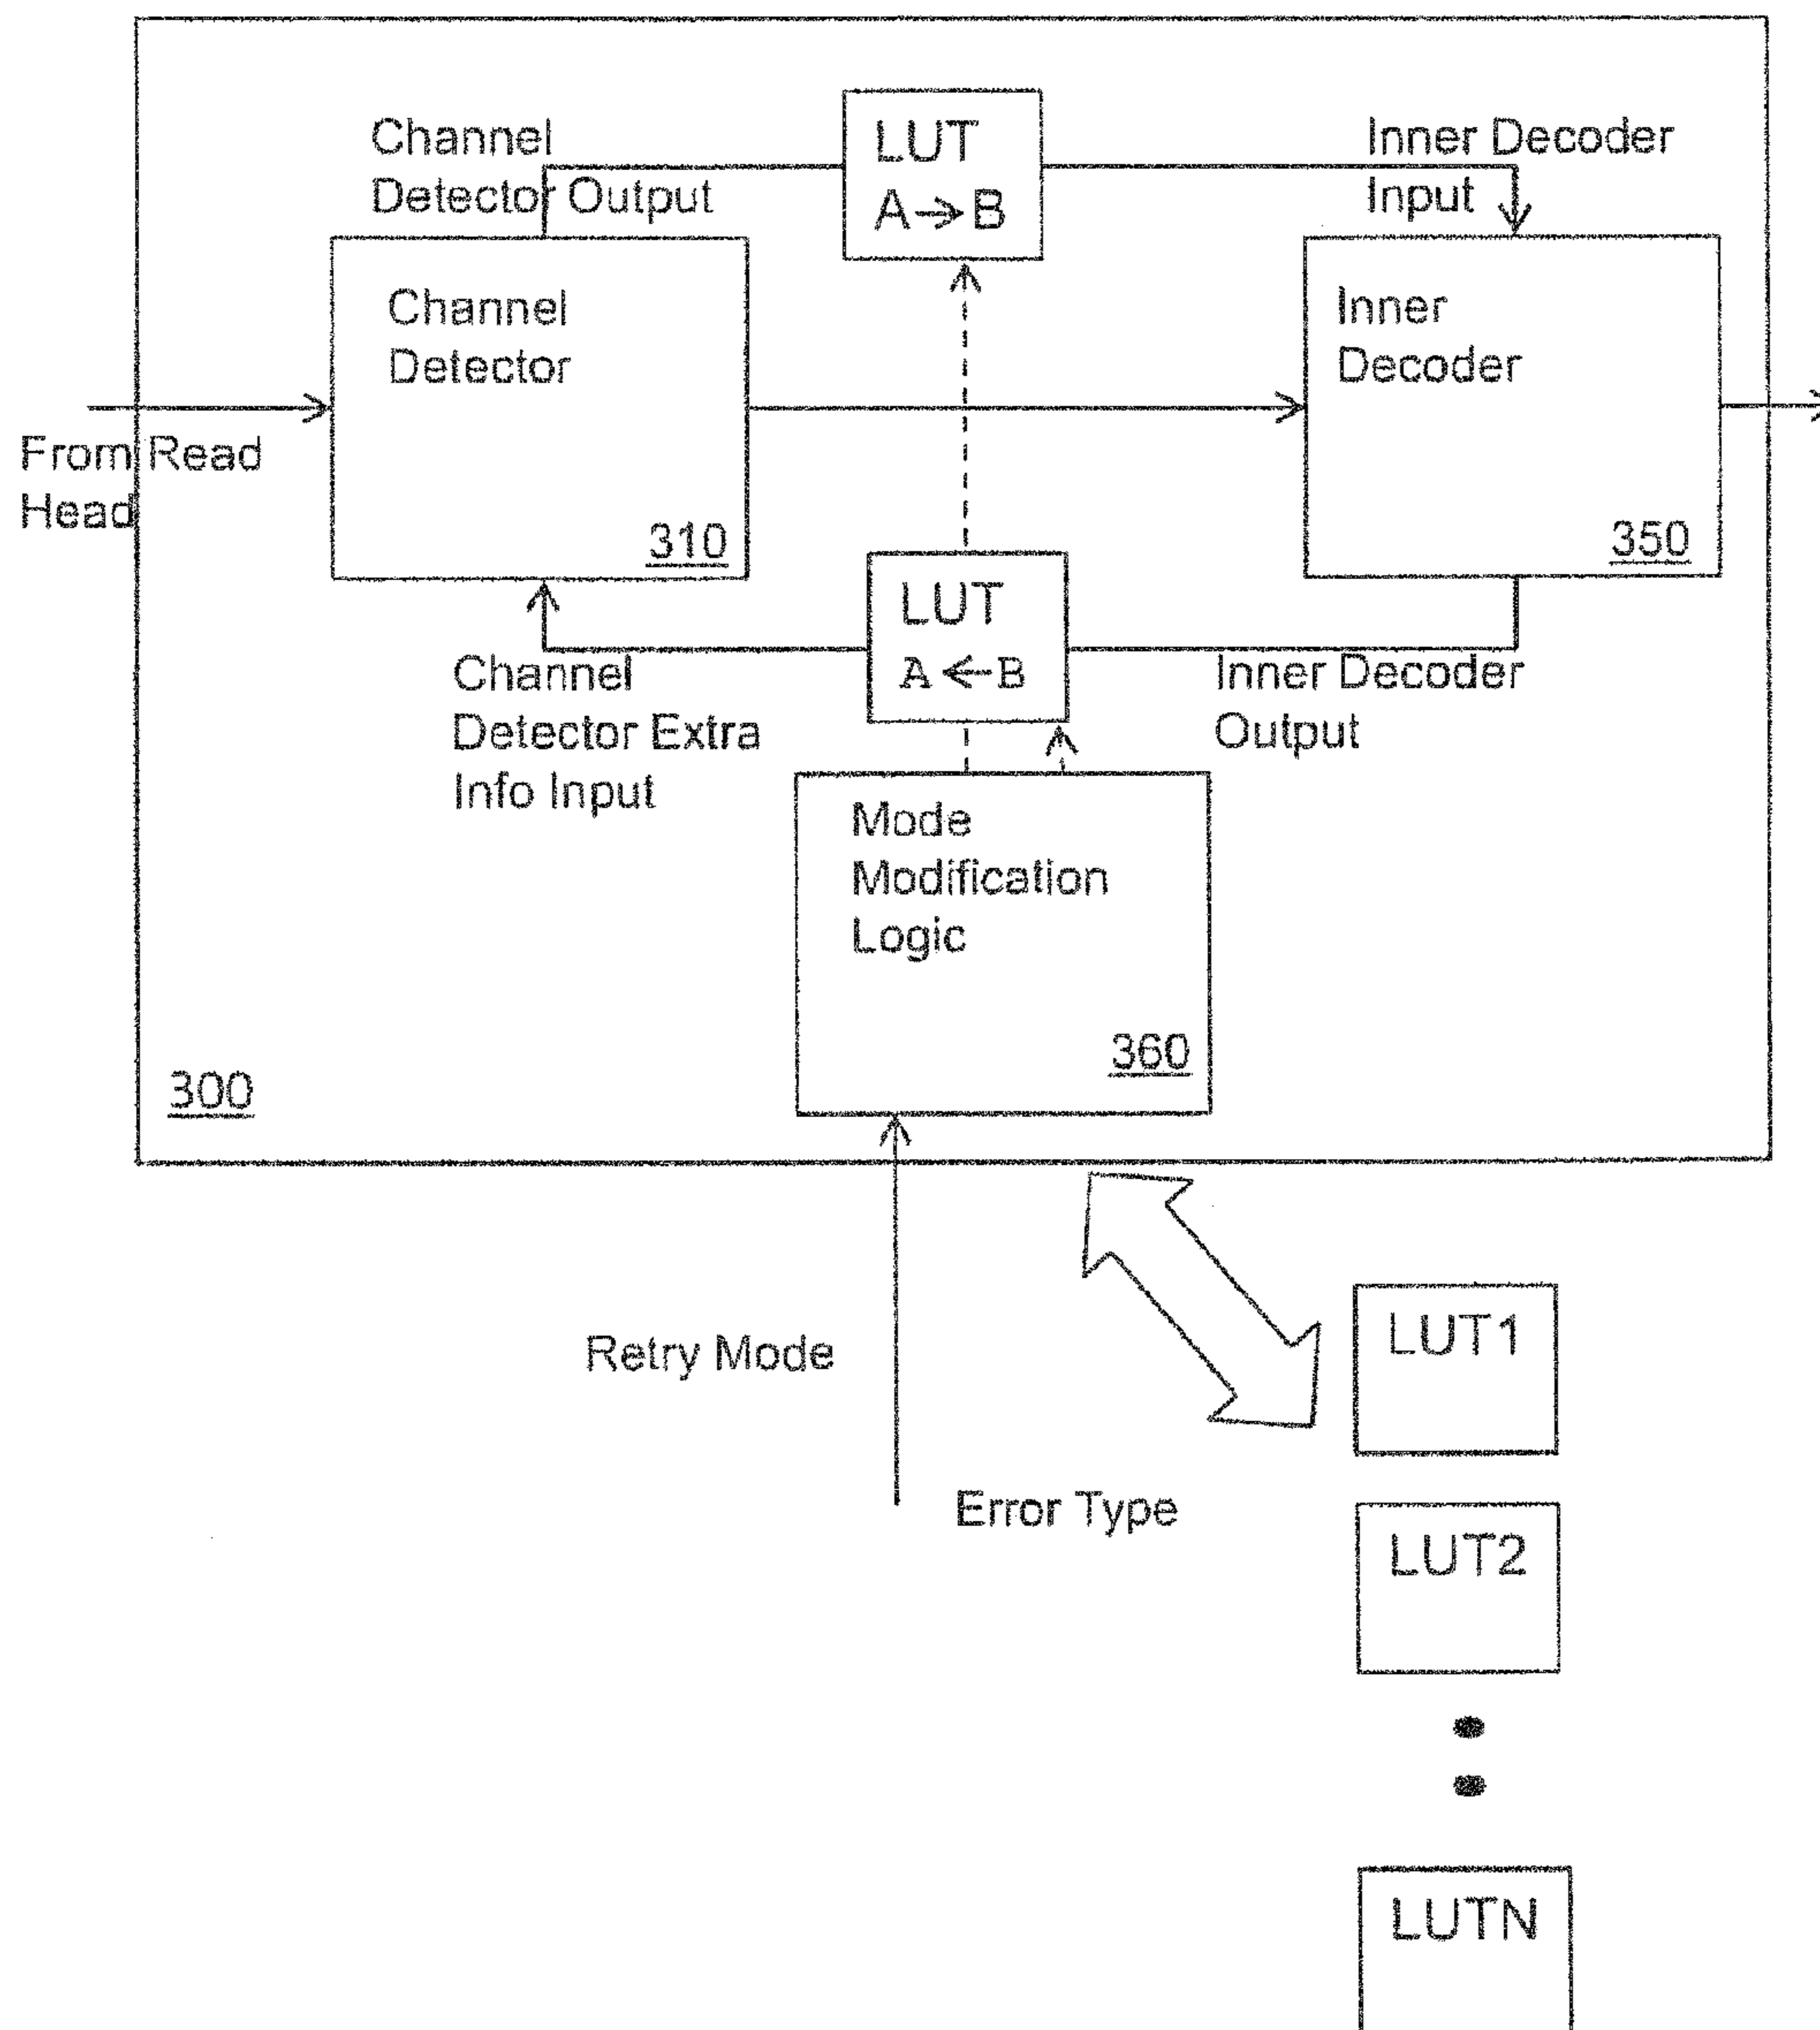 Channel
Detector Output
LUT
A→B
Inner Decoder
Input
Channel
Detector
310
Inner
Decoder
350
From Read
Head
LUT
A←B
Channel
Detector Extra
Info Input
Inner Decoder
Output
Mode
Modification
Logic
360
300
Retry Mode
Error Type
LUT1
LUT2
LUTN